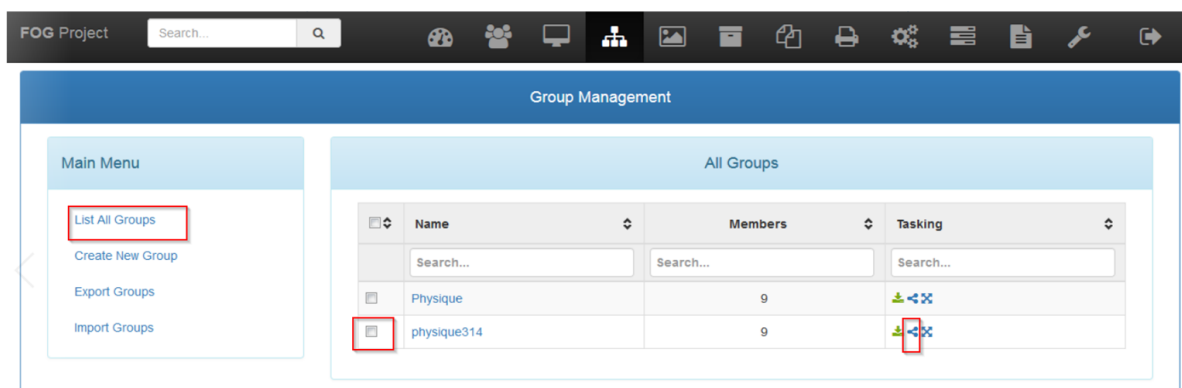 FOG Project Search...
Group Management
Main Menu
All Groups
List All Groups
Create New Group
Export Groups
Import Groups
Name Members Tasking
Search... Search... Search...
Physique 9
physique314 9